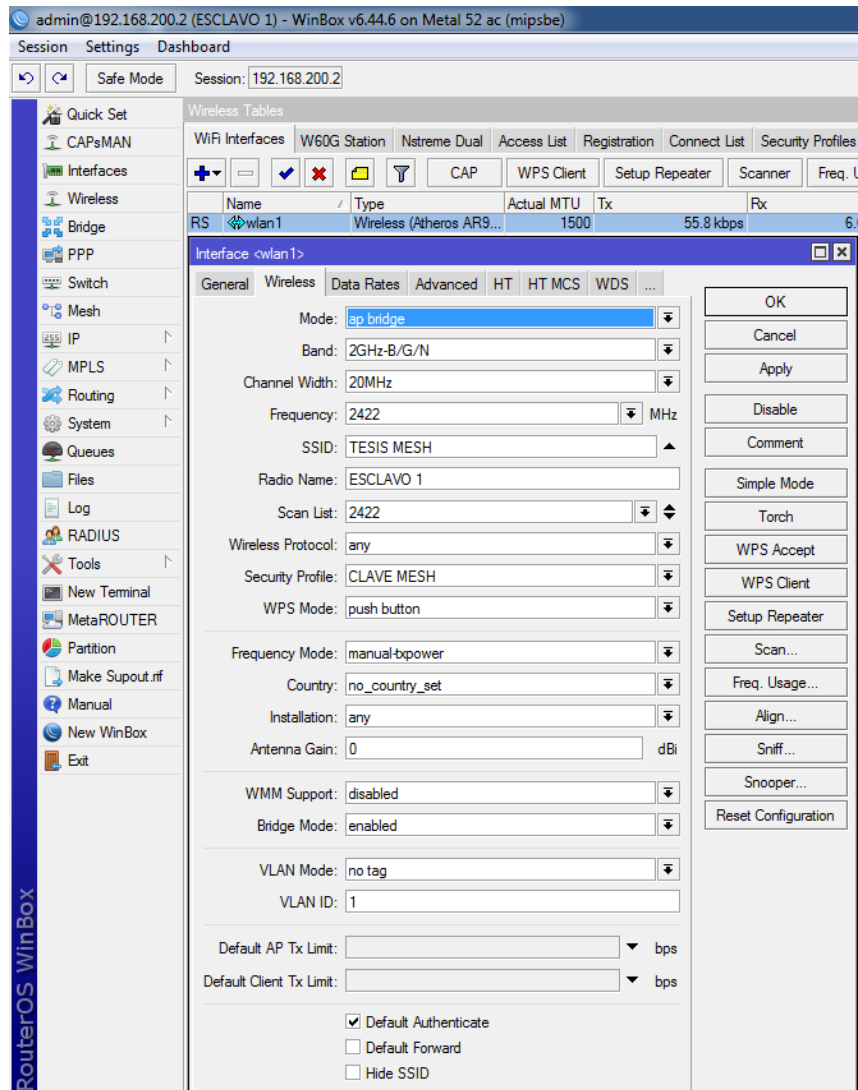 admin@192.168.200.2 (ESCLAVO 1) - WinBox v6.44.6 on Metal 52 ac (mipsbe)
Session Settings Dashboard
Safe Mode Session: 192.168.200.2
Quick Set
CAPsMAN
Interfaces
Wireless
Bridge
PPP
Switch
Mesh
IP
MPLS
Routing
System
Queues
Files
Log
RADIUS
Tools
New Terminal
MetaROUTER
Partition
Make Supout.rif
Manual
New WinBox
Exit
RouterOS WinBox
Wireless Tables
WiFi Interfaces W60G Station Nstreme Dual Access List Registration Connect List Security Profiles
CAP WPS Client Setup Repeater Scanner Freq.
Name Type Actual MTU Tx Rx
RS wlan1 Wireless (Atheros AR9... 1500 55.8 kbps 6.
Interface <wlan1>
General Wireless Data Rates Advanced HT HT MCS WDS ...
Mode: ap bridge
Band: 2GHz-B/G/N
Channel Width: 20MHz
Frequency: 2422 MHz
SSID: TESIS MESH
Radio Name: ESCLAVO 1
Scan List: 2422
Wireless Protocol: any
Security Profile: CLAVE MESH
WPS Mode: push button
Frequency Mode: manual-txpower
Country: no_country_set
Installation: any
Antenna Gain: 0 dBi
WMM Support: disabled
Bridge Mode: enabled
VLAN Mode: no tag
VLAN ID: 1
Default AP Tx Limit: bps
Default Client Tx Limit: bps
Default Authenticate
Default Forward
Hide SSID
OK
Cancel
Apply
Disable
Comment
Simple Mode
Torch
WPS Accept
WPS Client
Setup Repeater
Scan...
Freq. Usage...
Align...
Sniff...
Snooper...
Reset Configuration